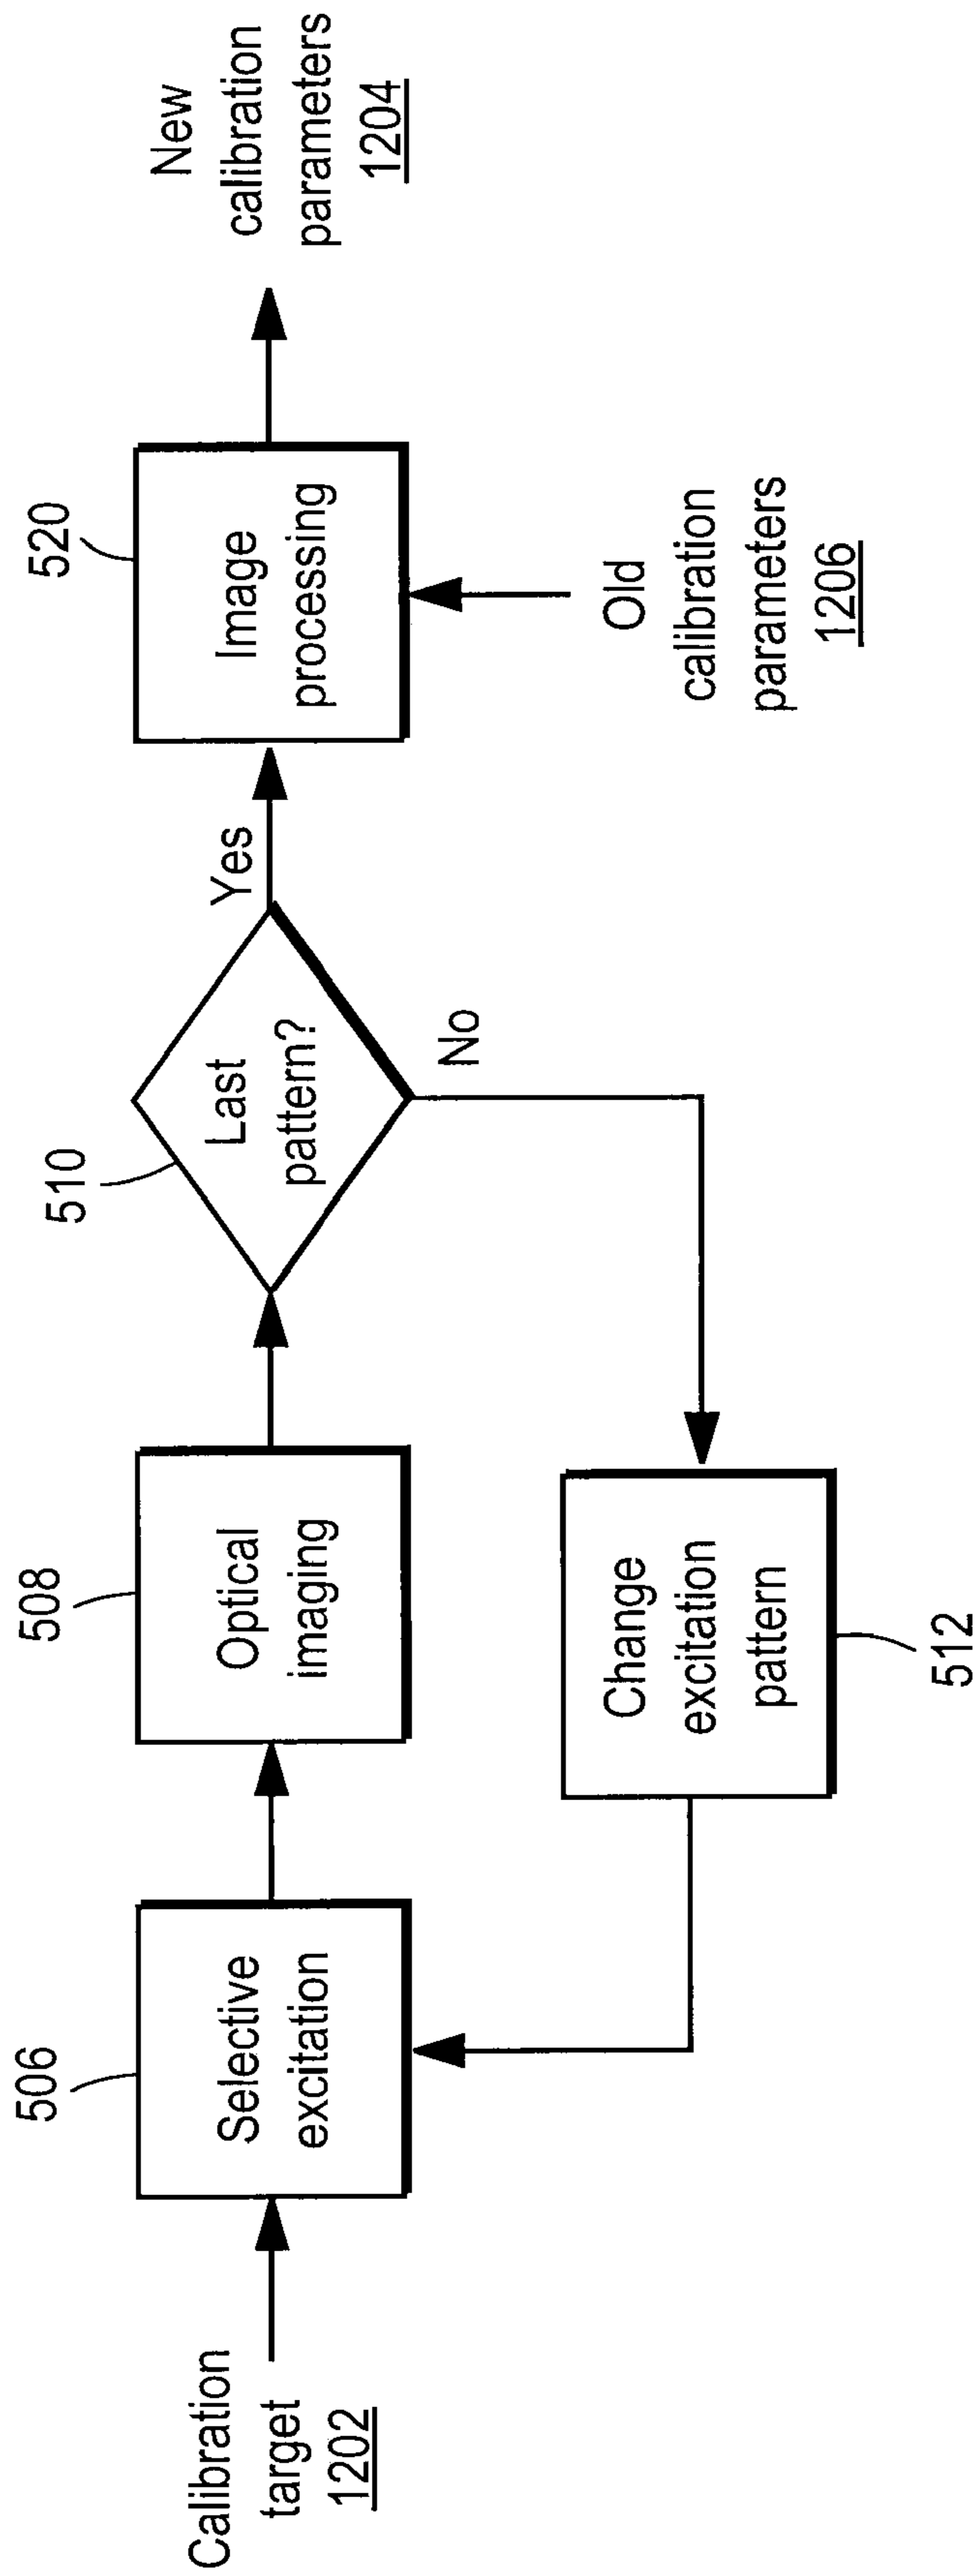 Calibration
target
1202
506
Selective
excitation
508
Optical
imaging
510
Last
pattern?
Yes
No
512
Change
excitation
pattern
520
Image
processing
Old
calibration
parameters
1206
New
calibration
parameters
1204